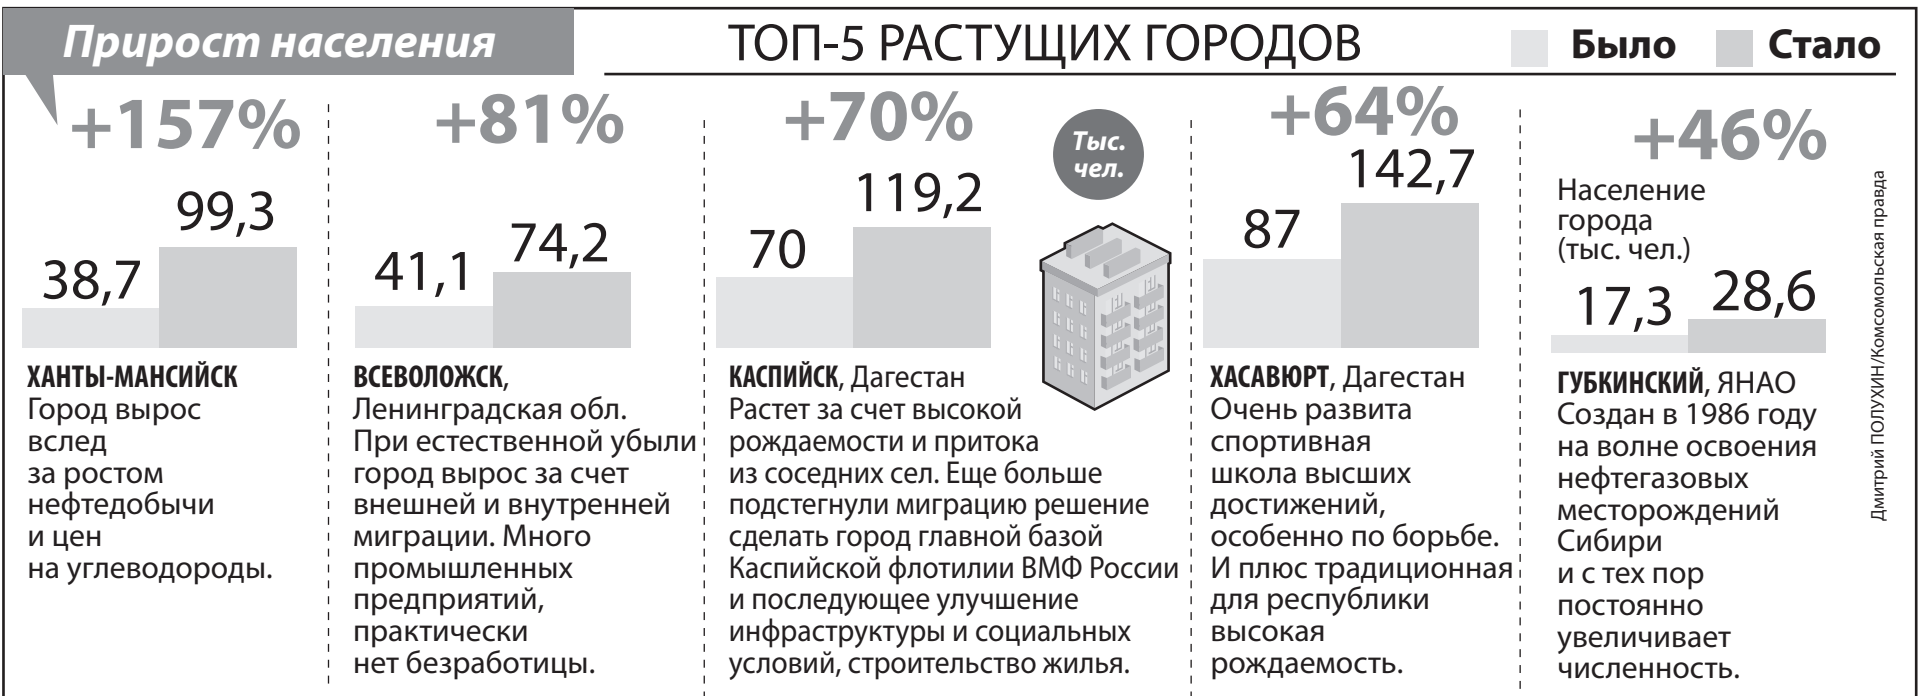 Прирост населения
ТОП-5 РАСТУЩИХ ГОРОДОВ
Было
Стало
+157%
38,7
99,3
ХАНТЫ-МАНСИЙСК
Город вырос
вслед
за ростом
нефтедобычи
и цен
на углеводороды.
+81%
41,1
74,2
ВСЕВОЛОЖСК,
Ленинградская обл.
При естественной убыли
город вырос за счет
внешней и внутренней
миграции. Много
промышленных
предприятий,
практически
нет безработицы.
+70%
Тыс.
чел.
70
119,2
КАСПИЙСК, Дагестан
Растет за счет высокой
рождаемости и притока
из соседних сел. Еще больше
подстегнули миграцию решение
сделать город главной базой
Каспийской флотилии ВМФ России
и последующее улучшение
инфраструктуры и социальных
условий, строительство жилья.
+64%
87
142,7
ХАСАВЮРТ, Дагестан
Очень развита
спортивная
школа высших
достижений,
особенно по борьбе.
И плюс традиционная
для республики
высокая
рождаемость.
+46%
Население
города
(тыс. чел.)
17,3
28,6
ГУБКИНСКИЙ, ЯНАО
Создан в 1986 году
на волне освоения
нефтегазовых
месторождений
Сибири
и с тех пор
постоянно
увеличивает
численность.
Дмитрий ПОЛУХИН/Комсомольская правда